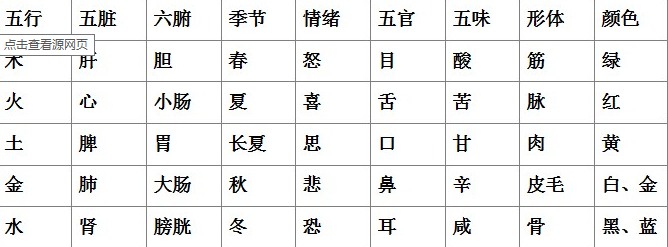 五行 五脏 六腑 季节 情绪 五官 五味 形体 颜色
点击查看源网页
木 肝 胆 春 怒 目 酸 筋 绿
火 心 小肠 夏 喜 舌 苦 脉 红
土 脾 胃 长夏 思 口 甘 肉 黄
金 肺 大肠 秋 悲 鼻 辛 皮毛 白、金
水 肾 膀胱 冬 恐 耳 咸 骨 黑、蓝